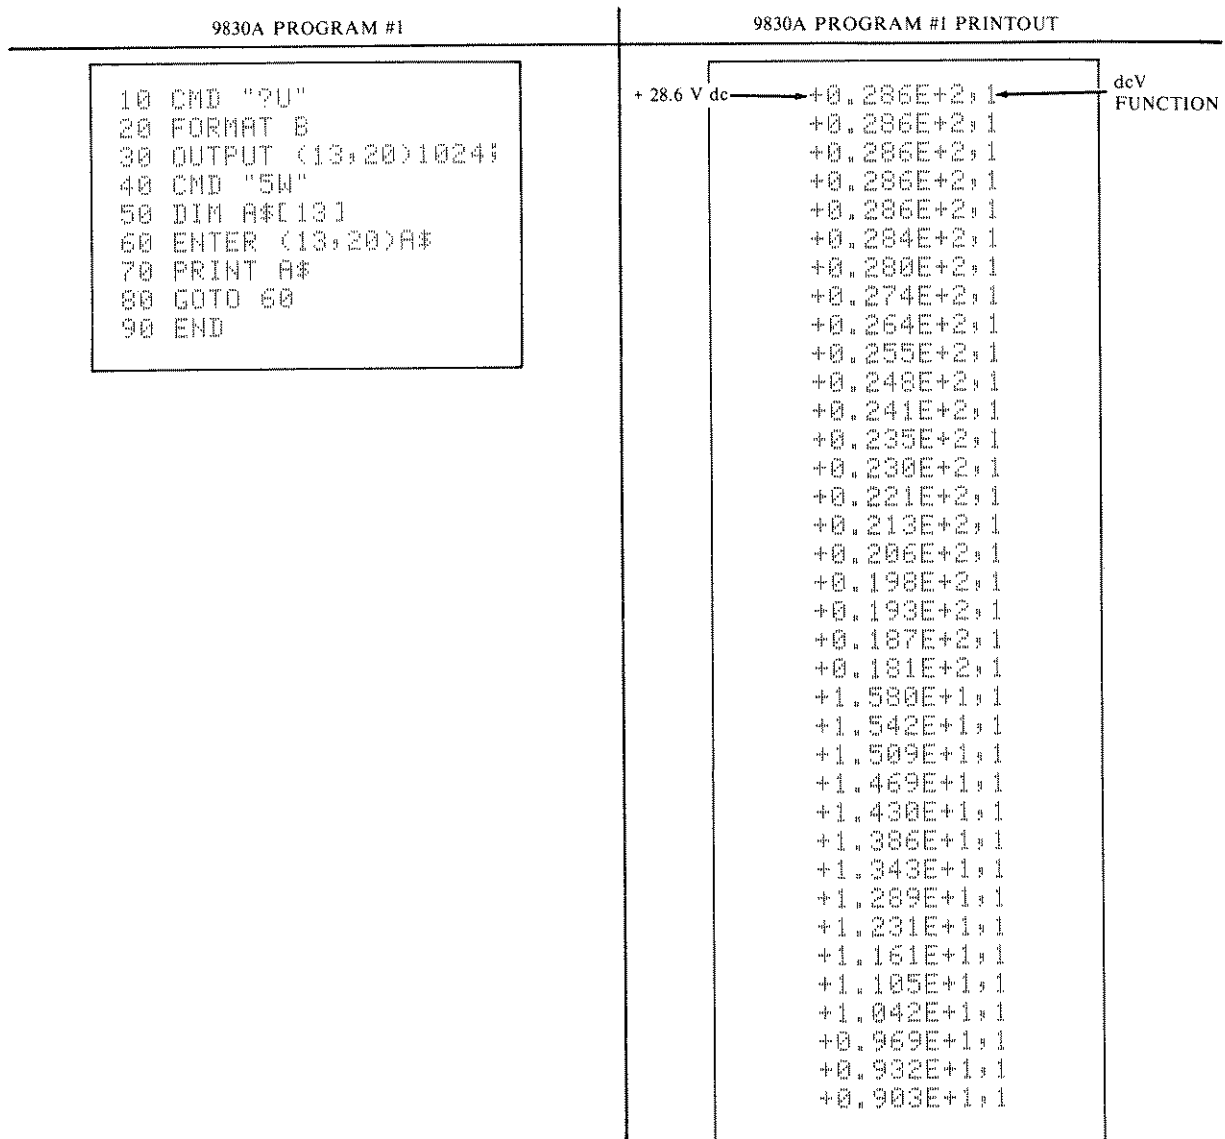 9830A PROGRAM #1
10 CMD "?U"
20 FORMAT B
30 OUTPUT (13,20)1024;
40 CMD "5W"
50 DIM A$[13]
60 ENTER (13,20)A$
70 PRINT A$
80 GOTO 60
90 END
9830A PROGRAM #1 PRINTOUT
+ 28.6 V dc
dcV
FUNCTION
+0.286E+2,1
+0.286E+2,1
+0.286E+2,1
+0.286E+2,1
+0.286E+2,1
+0.284E+2,1
+0.280E+2,1
+0.274E+2,1
+0.264E+2,1
+0.255E+2,1
+0.248E+2,1
+0.241E+2,1
+0.235E+2,1
+0.230E+2,1
+0.221E+2,1
+0.213E+2,1
+0.206E+2,1
+0.198E+2,1
+0.193E+2,1
+0.187E+2,1
+0.181E+2,1
+1.580E+1,1
+1.542E+1,1
+1.509E+1,1
+1.469E+1,1
+1.430E+1,1
+1.386E+1,1
+1.343E+1,1
+1.289E+1,1
+1.231E+1,1
+1.161E+1,1
+1.105E+1,1
+1.042E+1,1
+0.969E+1,1
+0.932E+1,1
+0.903E+1,1